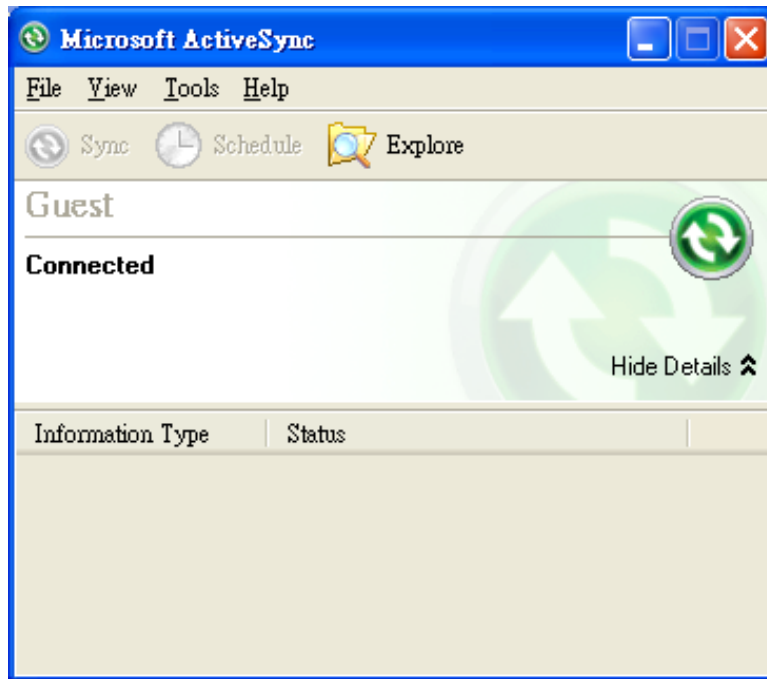 Microsoft ActiveSync
File View Tools Help
Sync Schedule Explore
Guest
Connected
Hide Details
Information Type Status